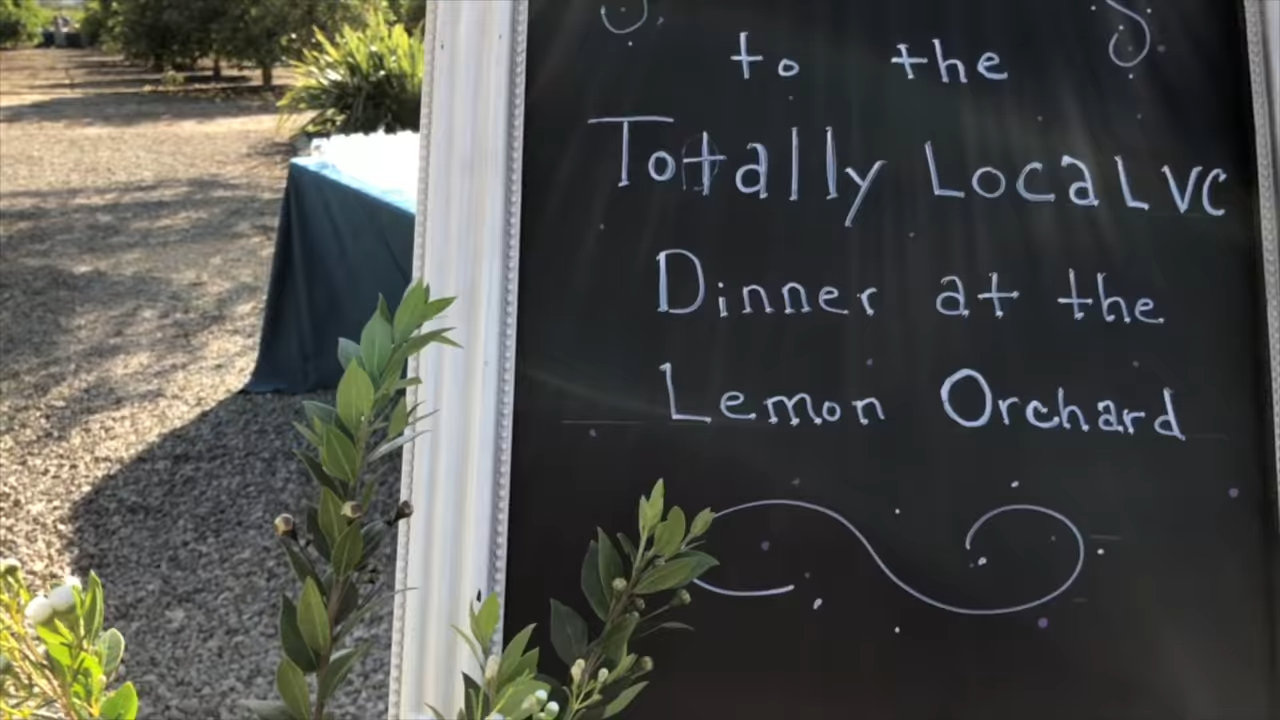 to the
Totally Local VC
Dinner at the
Lemon Orchard